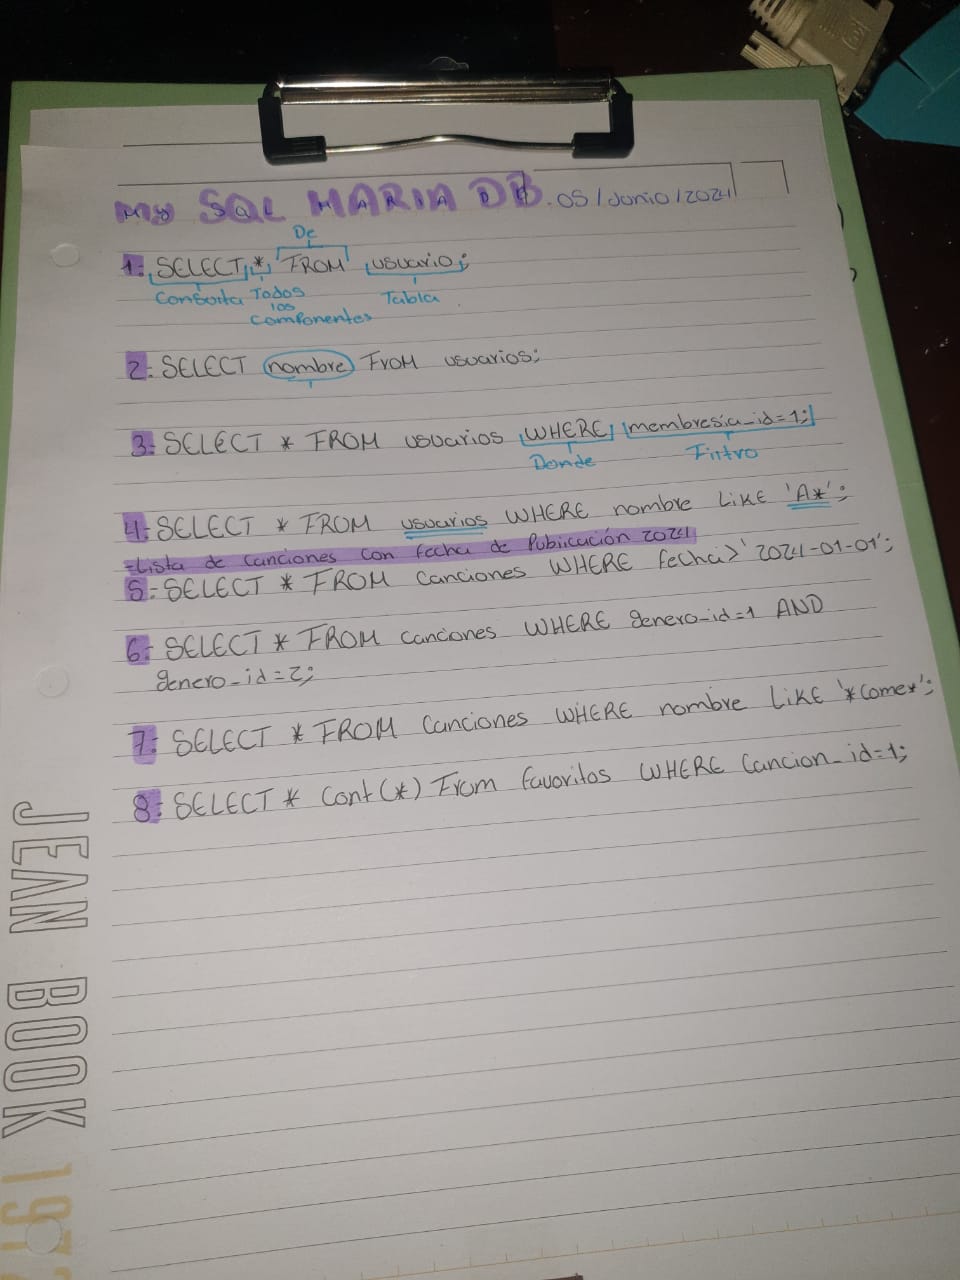 My SQL MARIA DB. 05/Junio/2024
De
1: SELECT * FROM usuario;
Consulta Todos los componentes Tabla
2: SELECT nombre From usuarios;
3: SELECT * FROM usuarios WHERE membresia_id=1;
Donde Filtro
4: SELECT * FROM usuarios WHERE nombre LIKE 'A*';
-Lista de canciones con fecha de Publicación 2024
5: SELECT * FROM canciones WHERE fecha>'2024-01-01';
6: SELECT * FROM canciones WHERE genero_id=1 AND
genero_id=2;
7: SELECT * FROM canciones WHERE nombre LIKE '*come*';
8: SELECT * cont(*) From favoritos WHERE cancion_id=1;
JEAN BOOK 197